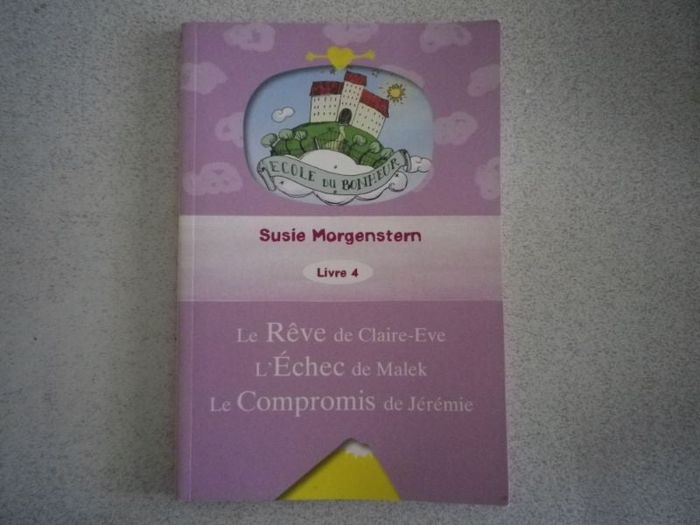 ECOLE DU BONHEUR
Susie Morgenstern
Livre 4
Le Rêve de Claire-Eve
L'Échec de Malek
Le Compromis de Jérémie